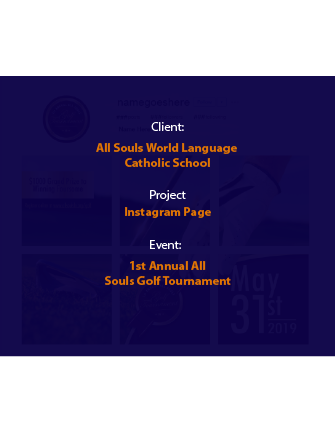 Client:
All Souls World Language
Catholic School
Project
Instagram Page
Event:
1st Annual All
Souls Golf Tournament
May
31st
2019